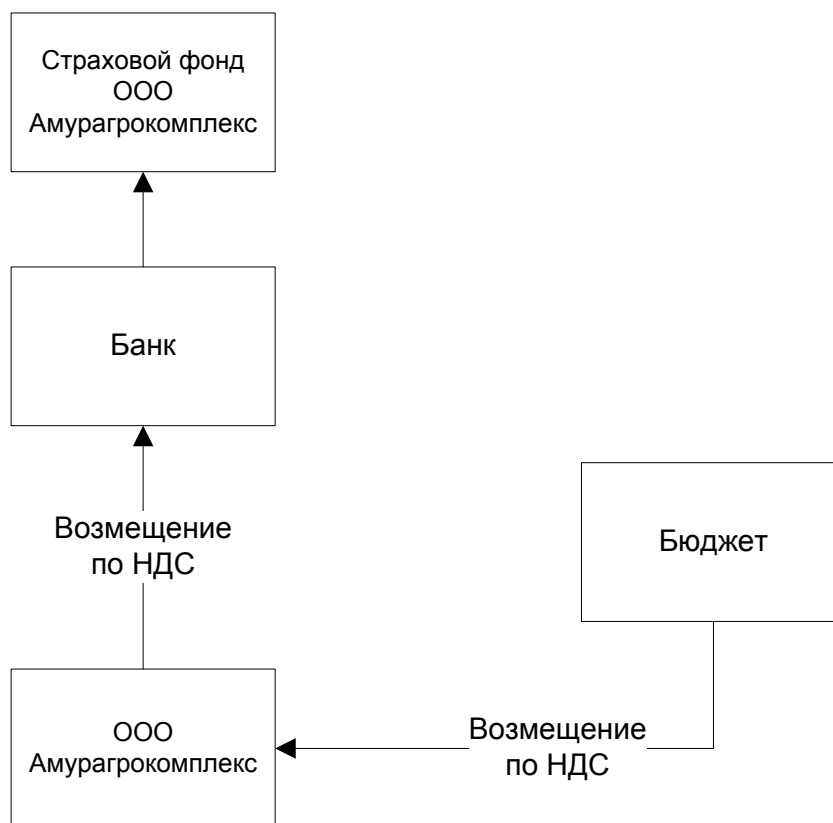 Страховой фонд
ООО
Амурагрокомплекс
Банк
Возмещение
по НДС
Бюджет
ООО
Амурагрокомплекс
Возмещение
по НДС